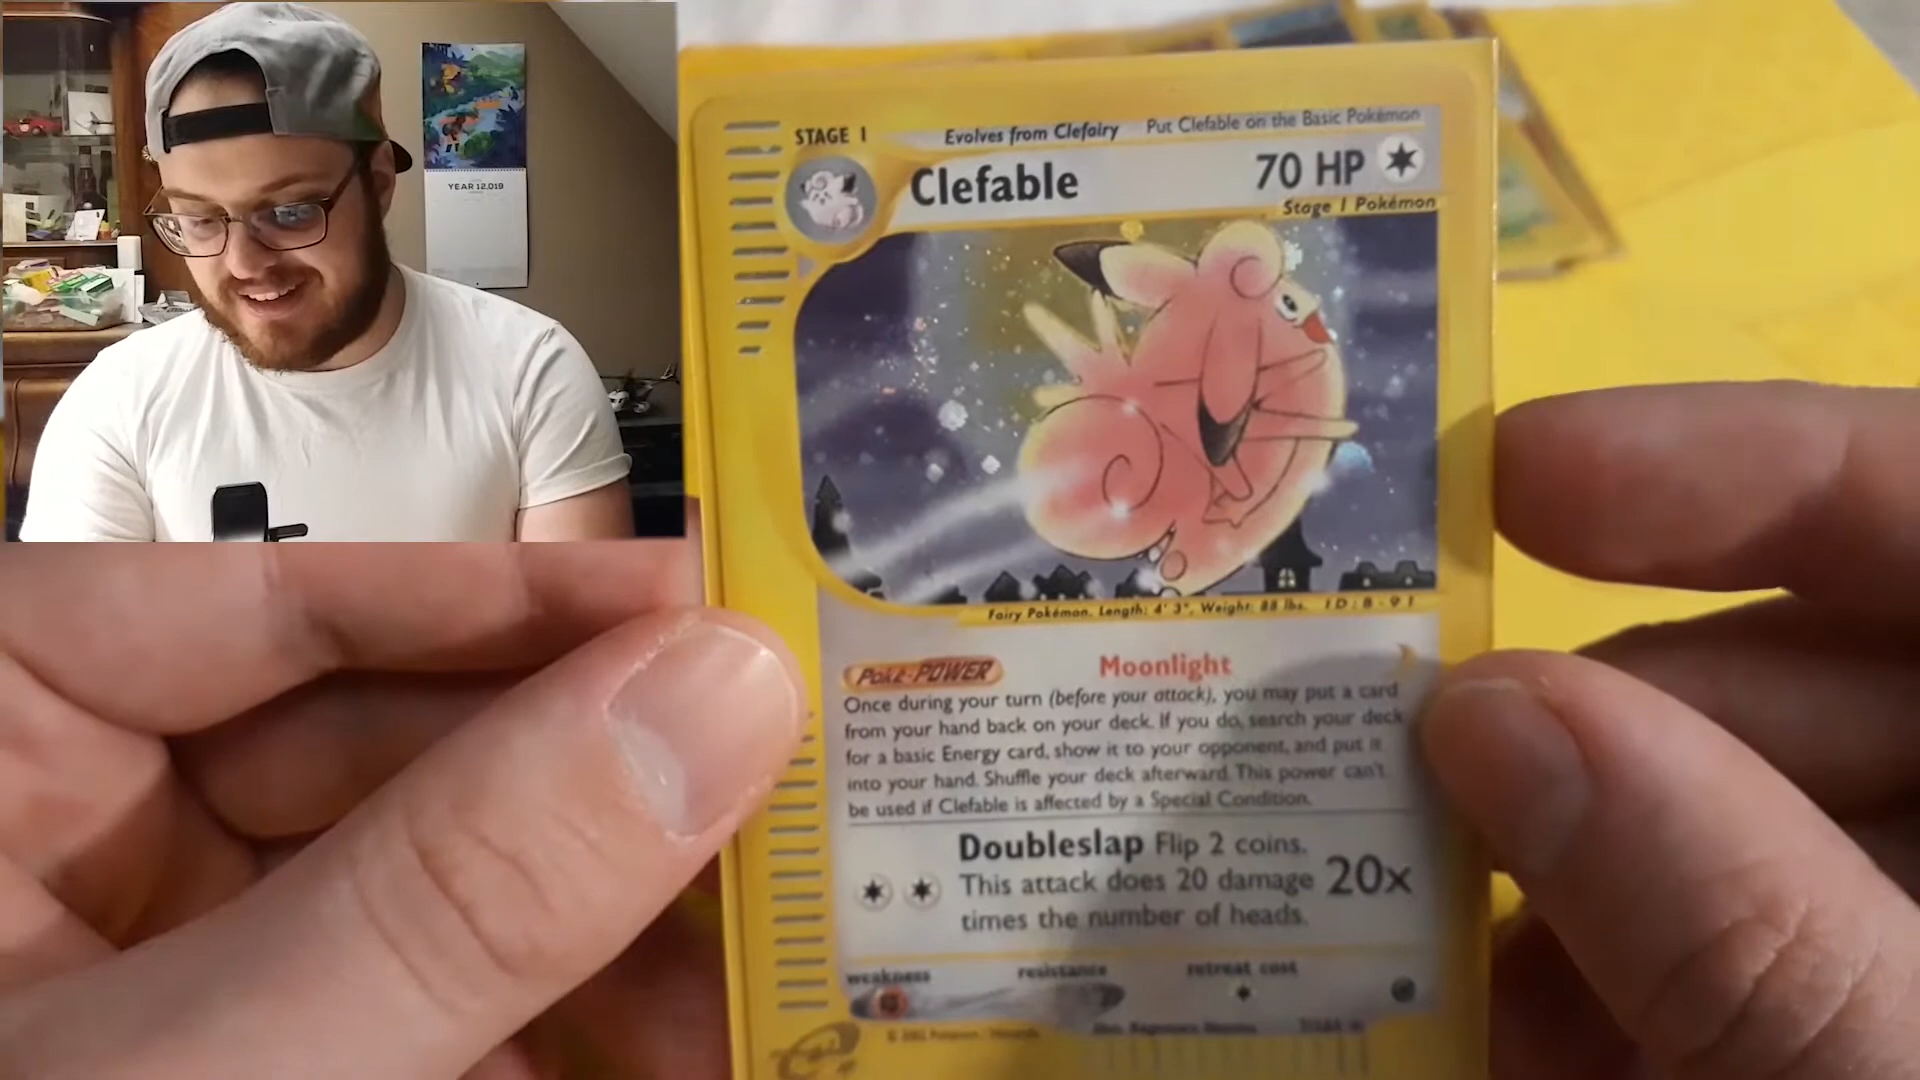 YEAR 12,019
STAGE 1
Evolves from Clefairy
Put Clefable on the Basic Pokémon
Clefable
70 HP
Stage 1 Pokémon
Fairy Pokémon. Length: 4' 3", Weight: 88 lbs. ID: B-91
Poké-POWER
Moonlight
Once during your turn (before your attack), you may put a card
from your hand back on your deck. If you do, search your deck
for a basic Energy card, show it to your opponent, and put it
into your hand. Shuffle your deck afterward. This power can't
be used if Clefable is affected by a Special Condition.
Doubleslap Flip 2 coins.
This attack does 20 damage 20x
times the number of heads.
weakness
resistance
retreat cost